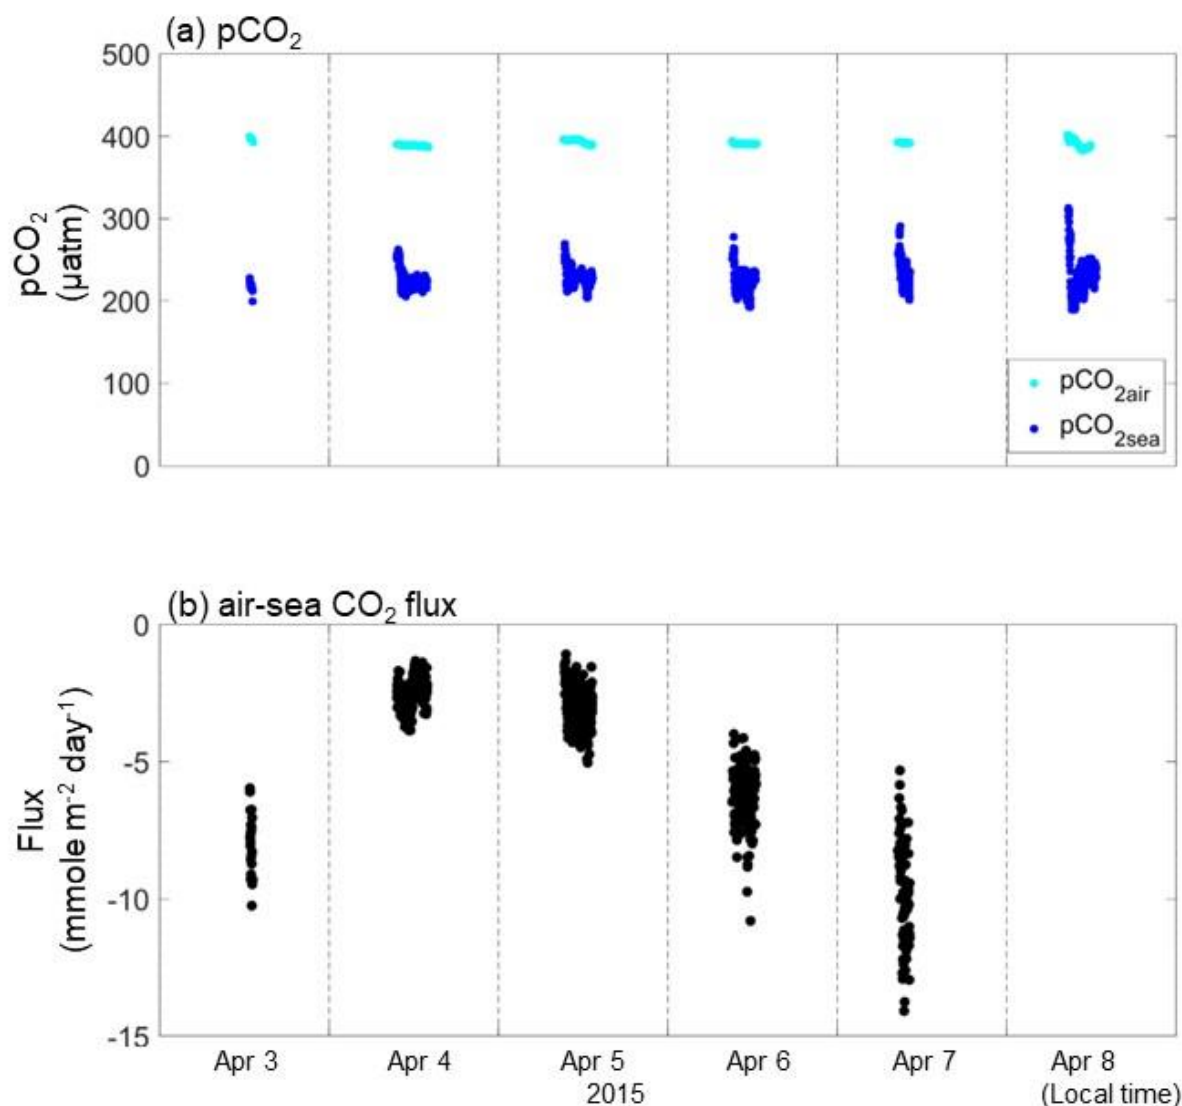 (a) pCO₂
500
400
300
200
100
0
pCO₂
(µatm)
pCO₂air
pCO₂sea
(b) air-sea CO₂ flux
0
-5
-10
-15
Flux
(mmole m⁻² day⁻¹)
Apr 3 Apr 4 Apr 5 Apr 6 Apr 7 Apr 8
2015 (Local time)